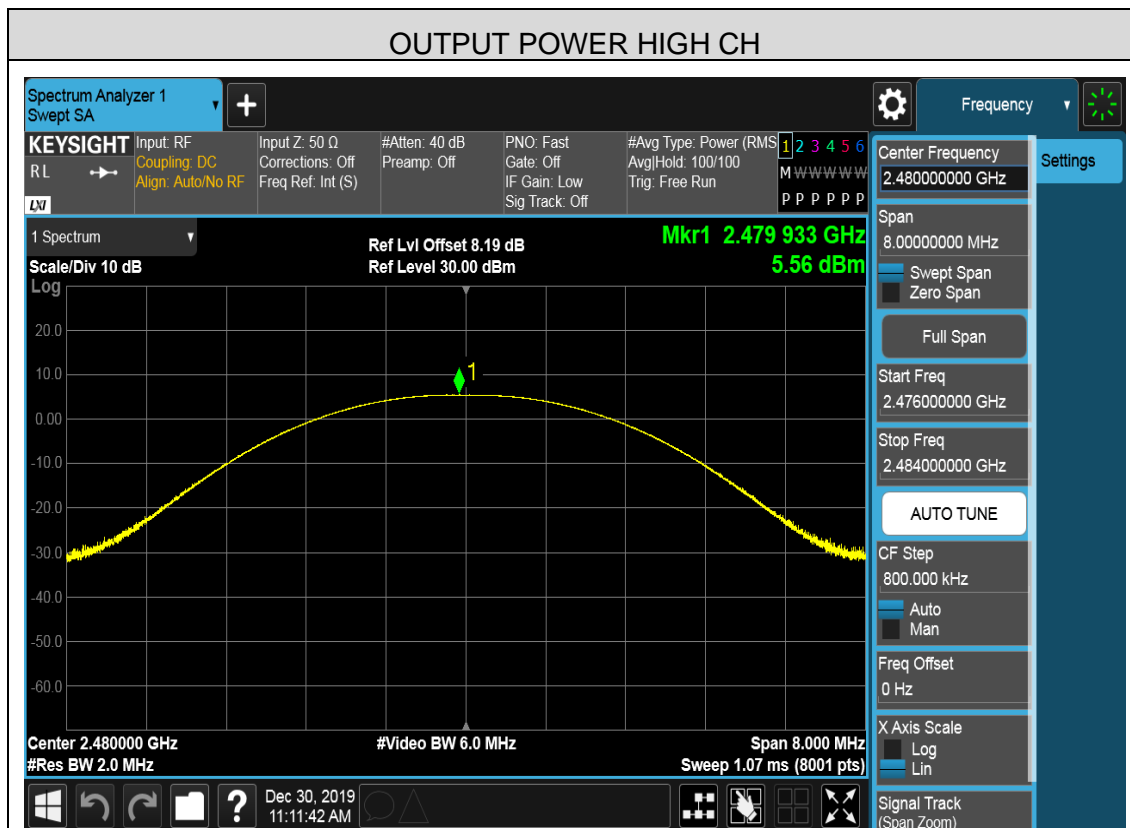 OUTPUT POWER HIGH CH
Spectrum Analyzer 1
Swept SA
Frequency
KEYSIGHT
RL
LXI
Input: RF
Coupling: DC
Align: Auto/No RF
Input Z: 50 Ω
Corrections: Off
Freq Ref: Int (S)
#Atten: 40 dB
Preamp: Off
PNO: Fast
Gate: Off
IF Gain: Low
Sig Track: Off
#Avg Type: Power (RMS
Avg|Hold: 100/100
Trig: Free Run
1 2 3 4 5 6
M W W W W W
P P P P P P
1 Spectrum
Scale/Div 10 dB
Log
Ref Lvl Offset 8.19 dB
Ref Level 30.00 dBm
Mkr1 2.479 933 GHz
5.56 dBm
20.0
10.0
0.00
-10.0
-20.0
-30.0
-40.0
-50.0
-60.0
1
Center 2.480000 GHz
#Res BW 2.0 MHz
#Video BW 6.0 MHz
Span 8.000 MHz
Sweep 1.07 ms (8001 pts)
Center Frequency
2.480000000 GHz
Span
8.00000000 MHz
Swept Span
Zero Span
Full Span
Start Freq
2.476000000 GHz
Stop Freq
2.484000000 GHz
AUTO TUNE
CF Step
800.000 kHz
Auto
Man
Freq Offset
0 Hz
X Axis Scale
Log
Lin
Signal Track
(Span Zoom)
Settings
?
Dec 30, 2019
11:11:42 AM